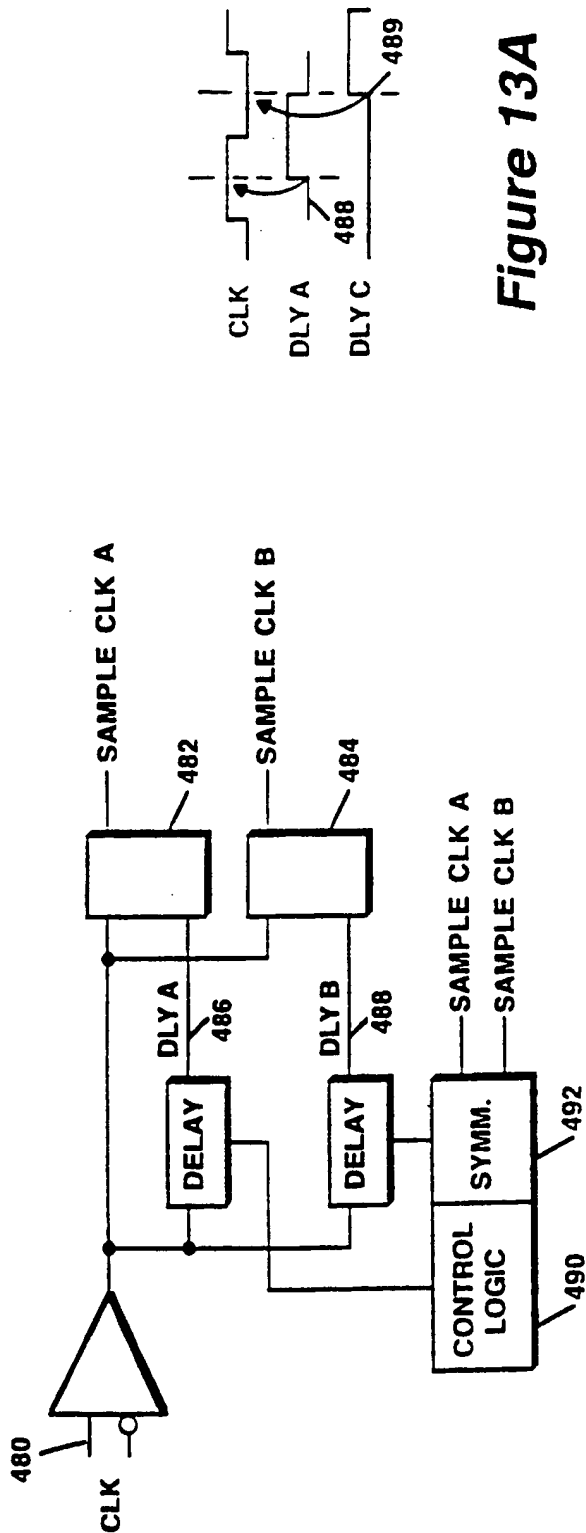 480
CLK
SAMPLE CLK A
482
DLY A
486
DELAY
SAMPLE CLK B
484
DLY B
488
DELAY
CONTROL LOGIC
490
SYMM.
492
SAMPLE CLK A
SAMPLE CLK B
CLK
DLY A
488
DLY C
489
Figure 13A